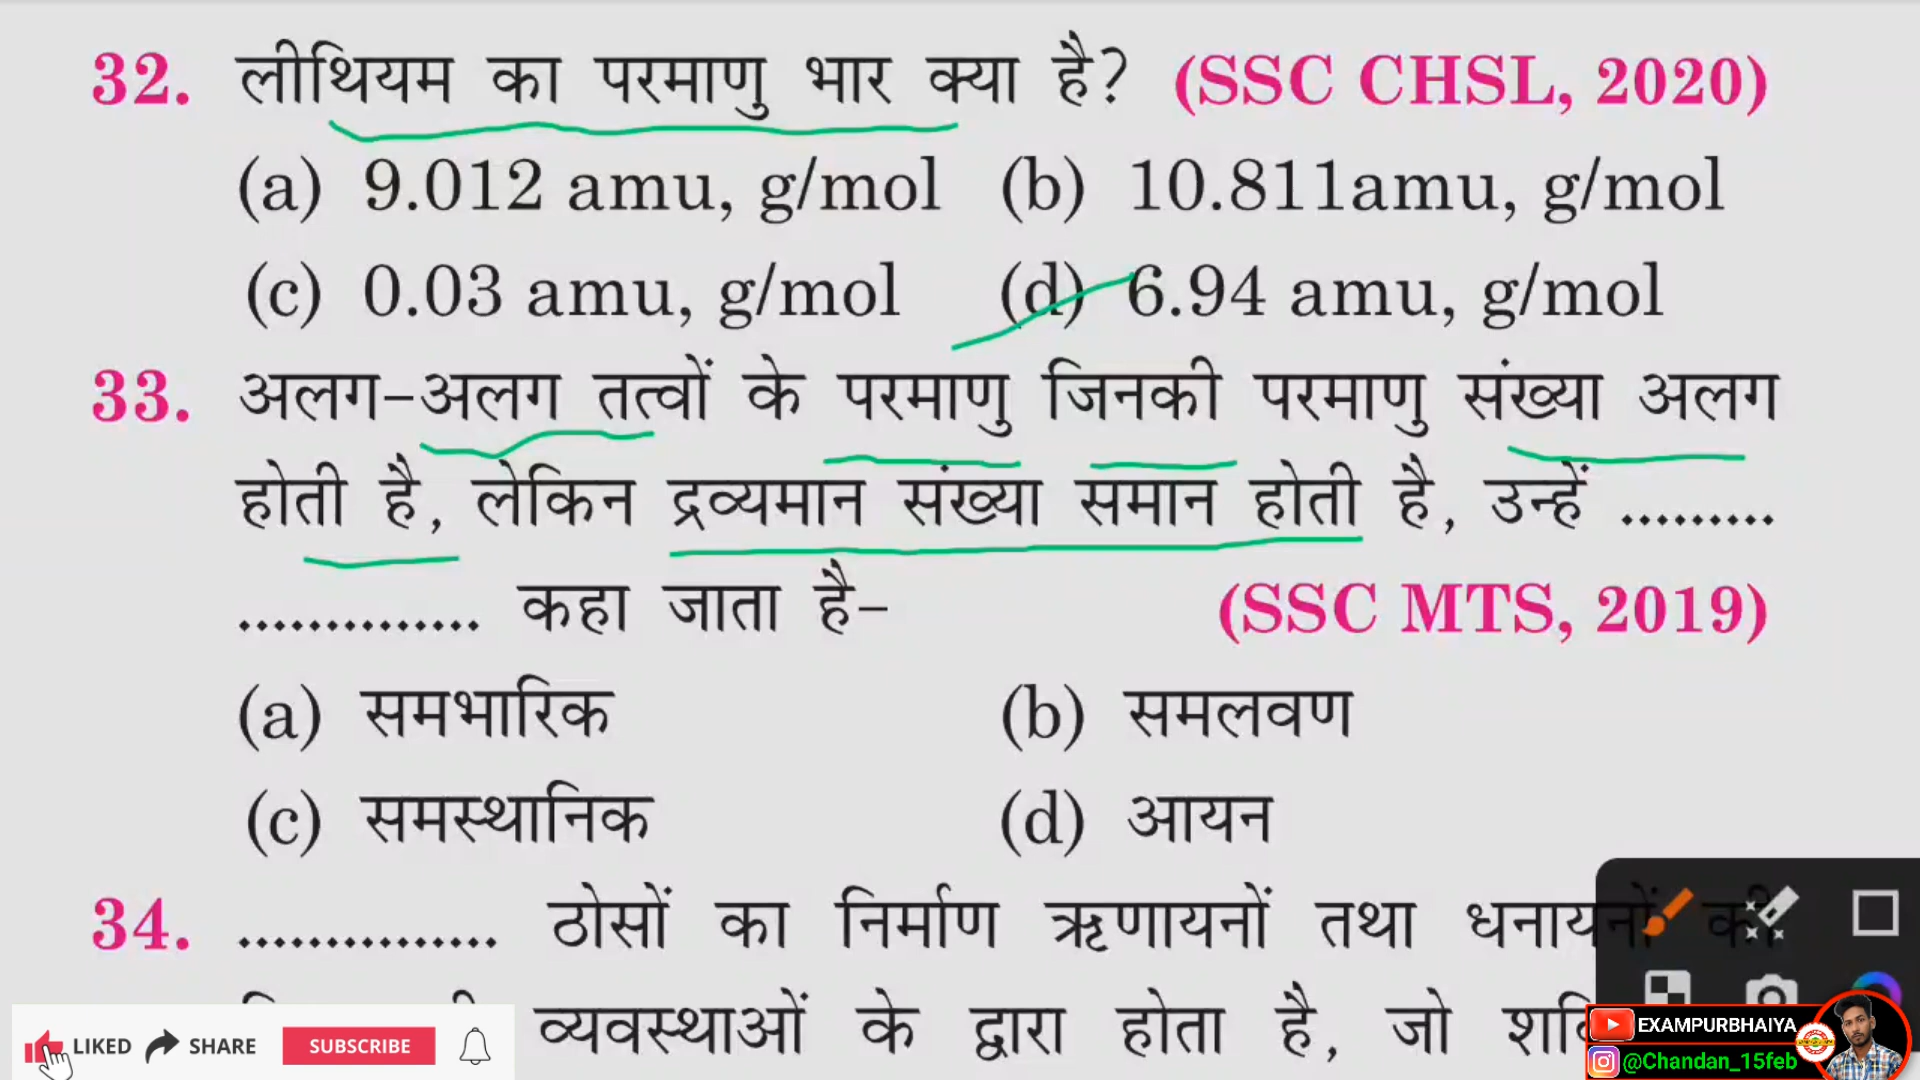 32. लीथियम का परमाणु भार क्या है? (SSC CHSL, 2020)
(a) 9.012 amu, g/mol (b) 10.811amu, g/mol
(c) 0.03 amu, g/mol (d) 6.94 amu, g/mol
33. अलग-अलग तत्वों के परमाणु जिनकी परमाणु संख्या अलग
होती है, लेकिन द्रव्यमान संख्या समान होती है, उन्हें .........
.............. कहा जाता है- (SSC MTS, 2019)
(a) समभारिक (b) समलवण
(c) समस्थानिक (d) आयन
34. ............... ठोसों का निर्माण ऋणायनों तथा धनायनों की
व्यवस्थाओं के द्वारा होता है, जो
LIKED SHARE SUBSCRIBE
EXAMPURBHAIYA
@Chandan_15feb